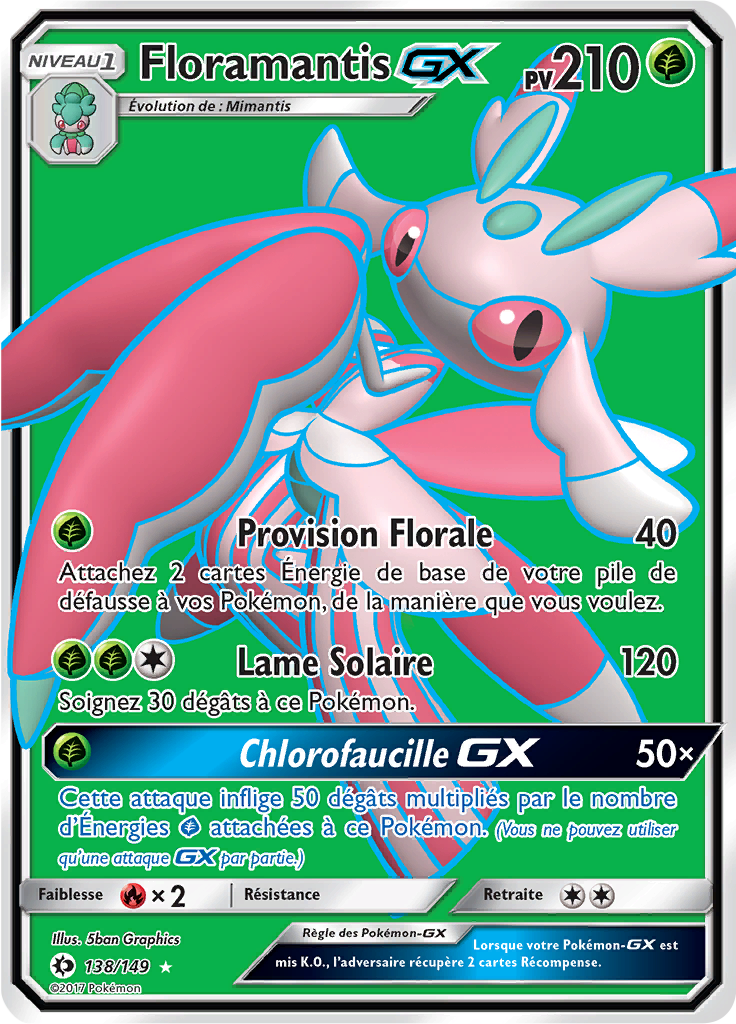 NIVEAU 1 Floramantis GX PV 210
Évolution de : Mimantis
Provision Florale 40
Attachez 2 cartes Énergie de base de votre pile de
défausse à vos Pokémon, de la manière que vous voulez.
Lame Solaire 120
Soignez 30 dégâts à ce Pokémon.
Chlorofaucille GX 50×
Cette attaque inflige 50 dégâts multipliés par le nombre
d'Énergies attachées à ce Pokémon. (Vous ne pouvez utiliser
qu'une attaque GX par partie.)
Faiblesse × 2 Résistance Retraite
Illus. 5ban Graphics
138/149
©2017 Pokémon
Règle des Pokémon-GX
Lorsque votre Pokémon-GX est
mis K.O., l'adversaire récupère 2 cartes Récompense.